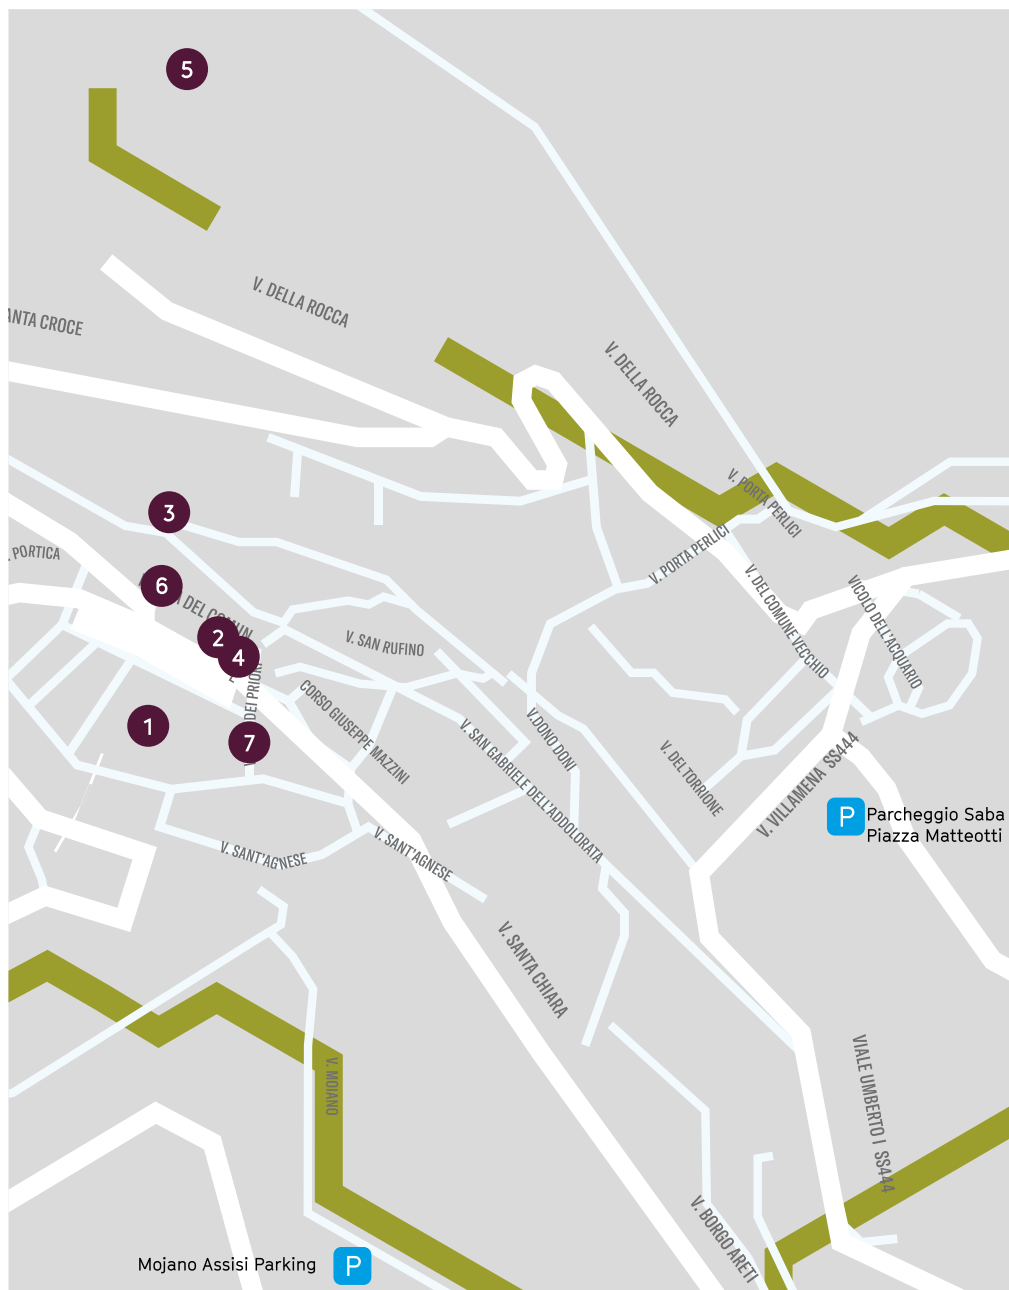 5
V. DELLA ROCCA
ANTA CROCE
V. DELLA ROCCA
V. PORTA PERLICI
3
V. PORTA PERLICI
. PORTICA
6
DEL COMUN
V. DEL COMUNE VECCHIO
VICOLO DELL'ACQUARIO
2
4
V. SAN RUFINO
DEI PRIORI
CORSO GIUSEPPE MAZZINI
1
7
V. SAN GABRIELE DELL'ADDOLORATA
V.DONO DONI
V. DEL TORRIONE
V. VILLAMENA SS444
P
Parcheggio Saba
Piazza Matteotti
V. SANT'AGNESE
V. SANT'AGNESE
V. SANTA CHIARA
V. MOIANO
VIALE UMBERTO I SS444
V. BORGO ARETI
Mojano Assisi Parking
P